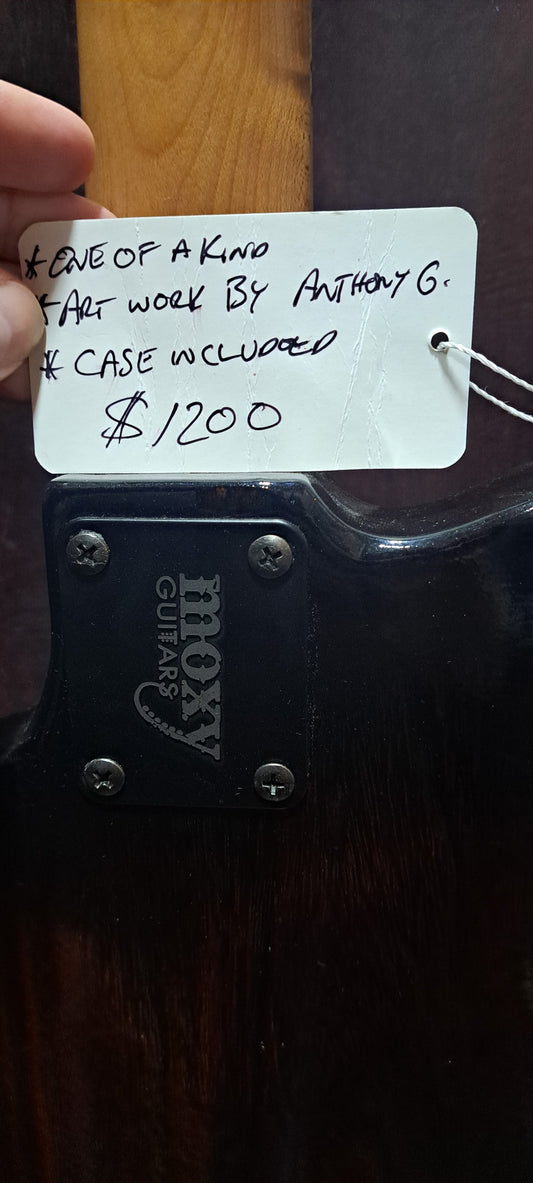 * ONE OF A KIND
* ART WORK BY ANTHONY G.
* CASE INCLUDED
$1200
moxy
GUITARS